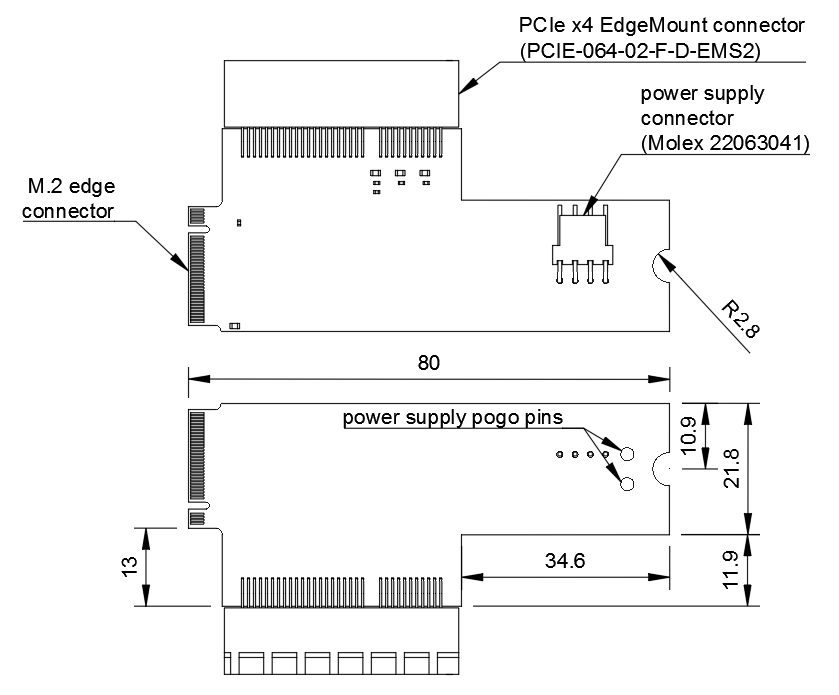 PCIe x4 EdgeMount connector
(PCIE-064-02-F-D-EMS2)
power supply
connector
(Molex 22063041)
M.2 edge
connector
R2.8
80
power supply pogo pins
10.9
21.8
13
34.6
11.9